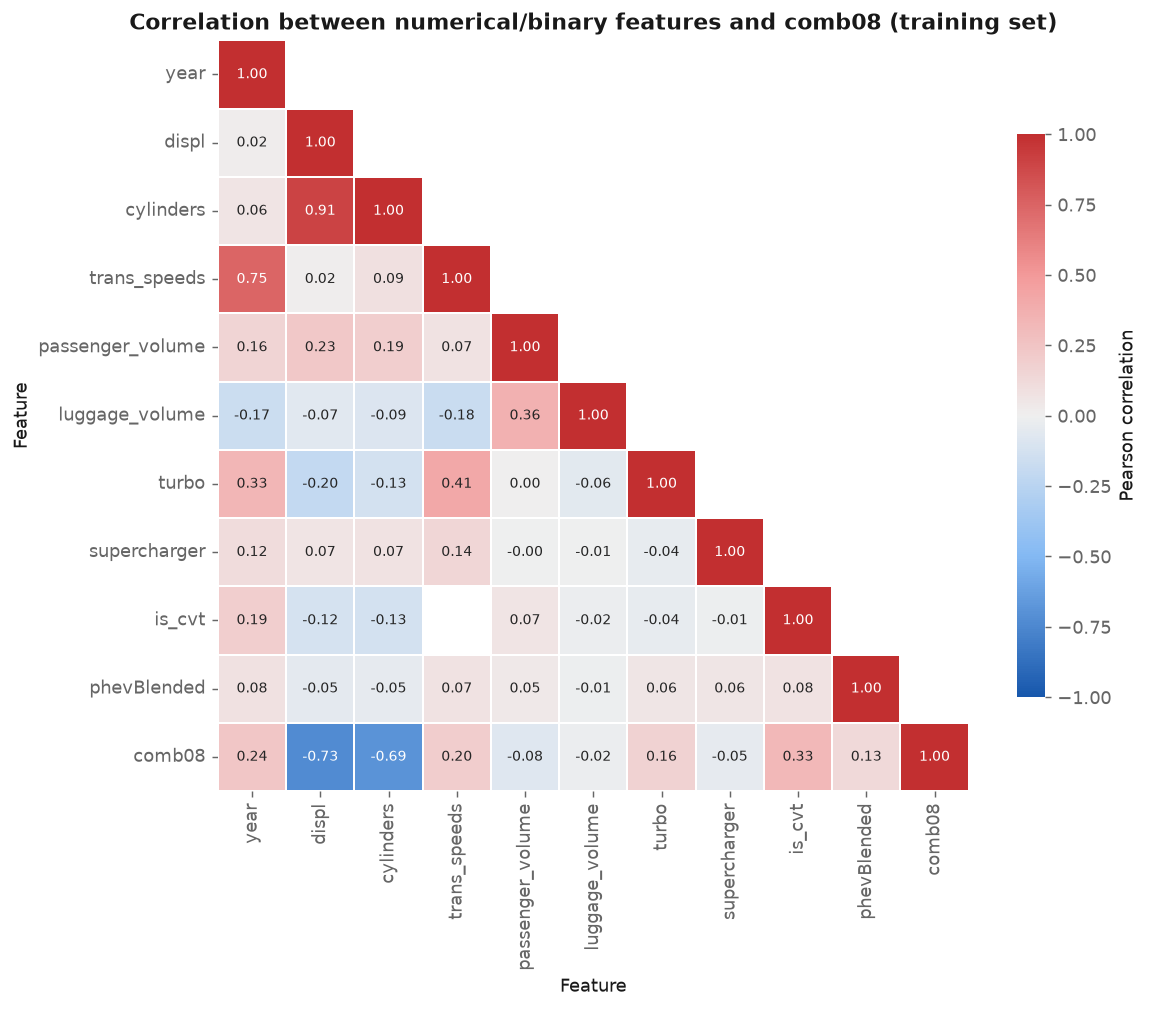 Correlation between numerical/binary features and comb08 (training set)
year 1.00
displ 0.02 1.00
cylinders 0.06 0.91 1.00
trans_speeds 0.75 0.02 0.09 1.00
passenger_volume 0.16 0.23 0.19 0.07 1.00
luggage_volume -0.17 -0.07 -0.09 -0.18 0.36 1.00
turbo 0.33 -0.20 -0.13 0.41 0.00 -0.06 1.00
supercharger 0.12 0.07 0.07 0.14 -0.00 -0.01 -0.04 1.00
is_cvt 0.19 -0.12 -0.13 0.07 -0.02 -0.04 -0.01 1.00
phevBlended 0.08 -0.05 -0.05 0.07 0.05 -0.01 0.06 0.06 0.08 1.00
comb08 0.24 -0.73 -0.69 0.20 -0.08 -0.02 0.16 -0.05 0.33 0.13 1.00
Feature
year
displ
cylinders
trans_speeds
passenger_volume
luggage_volume
turbo
supercharger
is_cvt
phevBlended
comb08
Feature
1.00
0.75
0.50
0.25
0.00
−0.25
−0.50
−0.75
−1.00
Pearson correlation